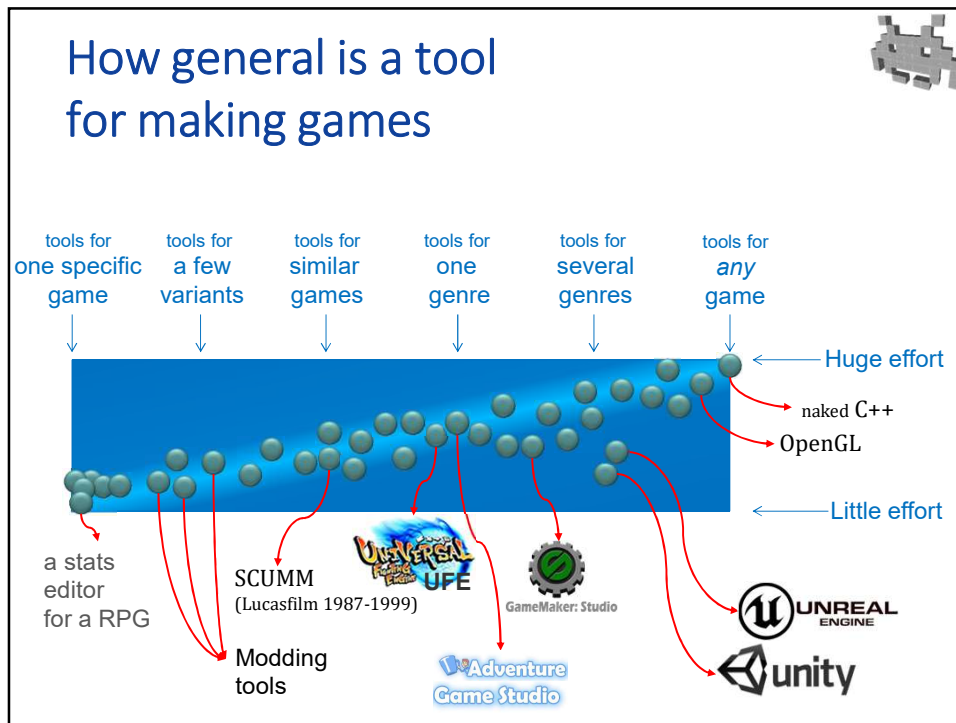 How general is a tool
for making games
tools for
one specific
game
tools for
a few
variants
tools for
similar
games
tools for
one
genre
tools for
several
genres
tools for
any
game
Huge effort
naked C++
OpenGL
Little effort
a stats
editor
for a RPG
SCUMM
(Lucasfilm 1987-1999)
UNIVERSAL
Fighting Engine
UFE
GameMaker: Studio
Modding
tools
Adventure
Game Studio
UNREAL
ENGINE
unity